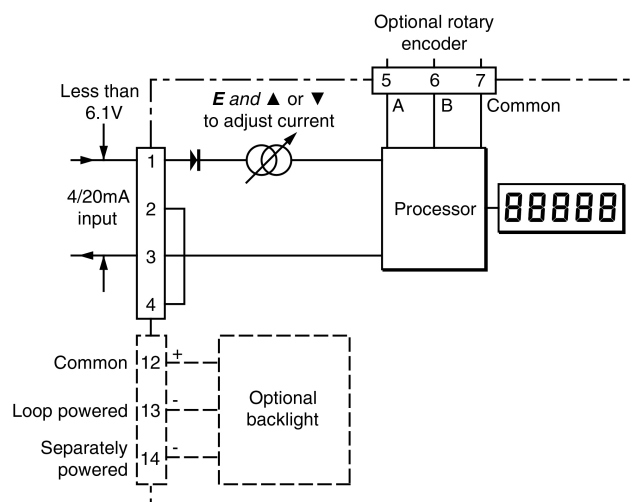 Optional rotary
encoder
5 6 7
A B Common
Less than
6.1V
E and ▲ or ▼
to adjust current
1
4/20mA
input
2
Processor
88888
3
4
Common 12 +
Loop powered 13 -
Separately
powered 14 -
Optional
backlight